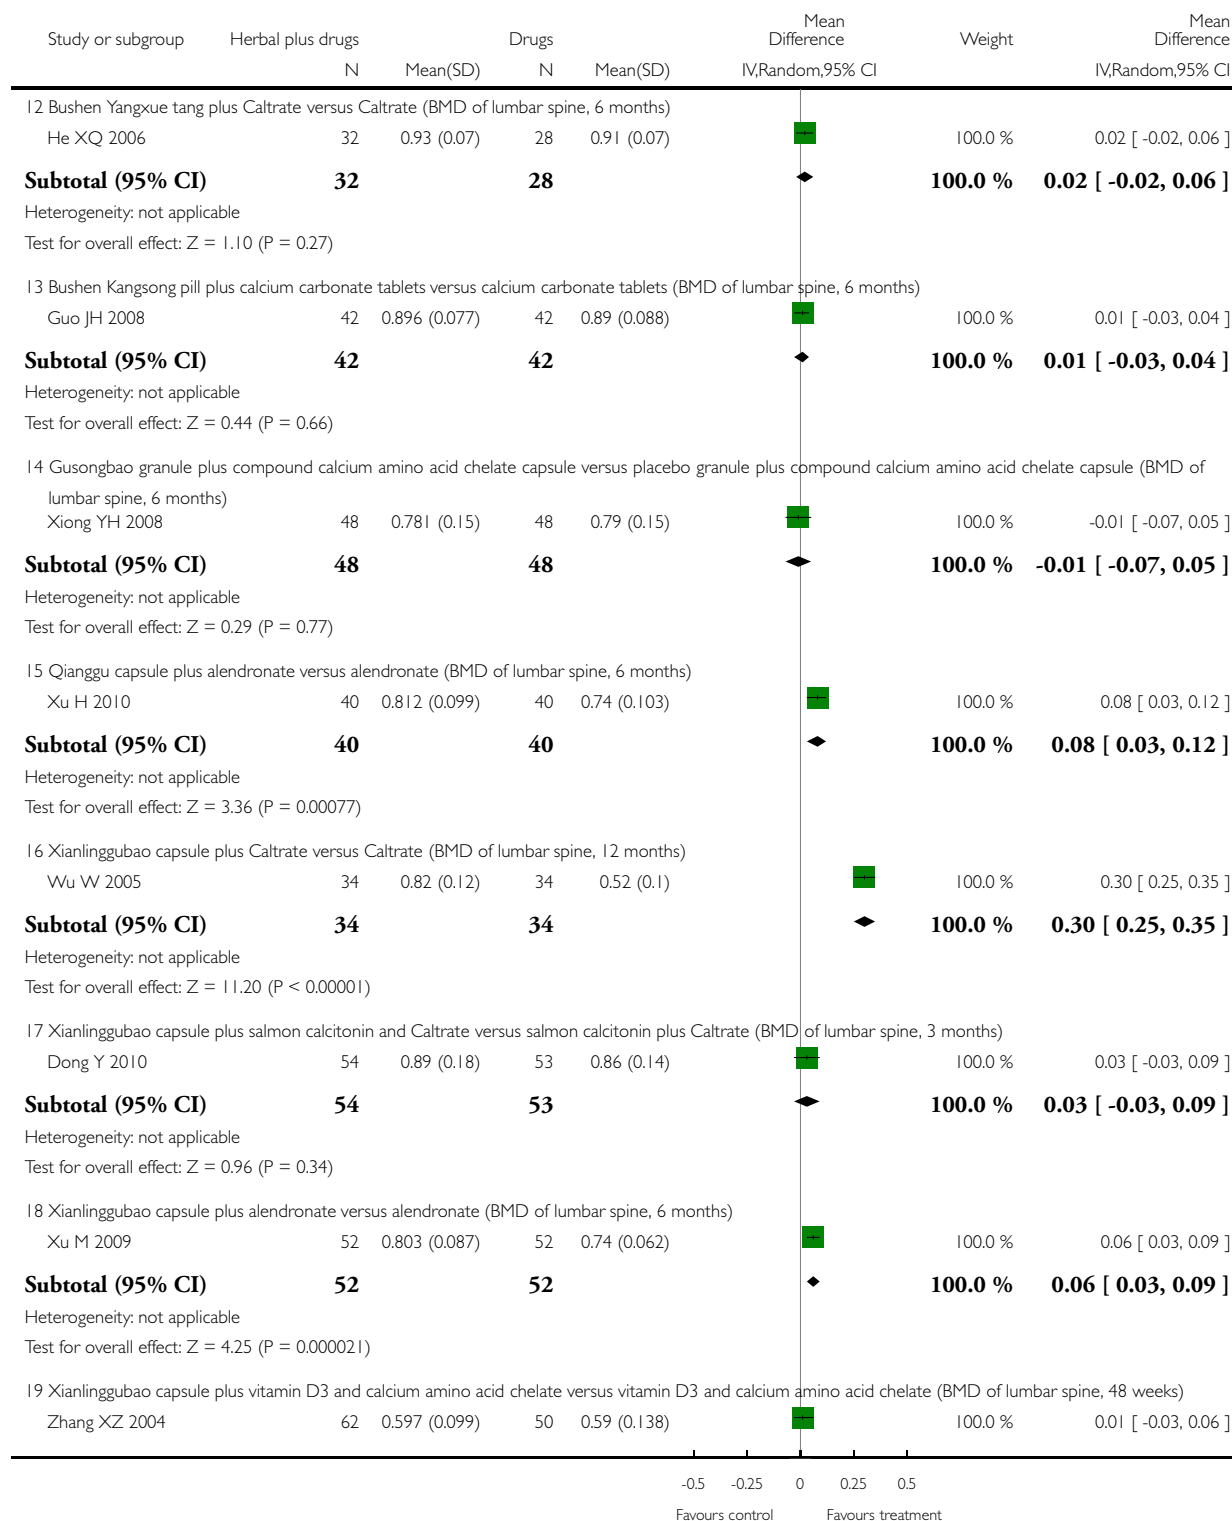 Study or subgroup Herbal plus drugs Drugs Mean Difference Weight Mean Difference
N Mean(SD) N Mean(SD) IV,Random,95% CI IV,Random,95% CI
12 Bushen Yangxue tang plus Caltrate versus Caltrate (BMD of lumbar spine, 6 months)
He XQ 2006 32 0.93 (0.07) 28 0.91 (0.07) 100.0 % 0.02 [ -0.02, 0.06 ]
Subtotal (95% CI) 32 28 100.0 % 0.02 [ -0.02, 0.06 ]
Heterogeneity: not applicable
Test for overall effect: Z = 1.10 (P = 0.27)
13 Bushen Kangsong pill plus calcium carbonate tablets versus calcium carbonate tablets (BMD of lumbar spine, 6 months)
Guo JH 2008 42 0.896 (0.077) 42 0.89 (0.088) 100.0 % 0.01 [ -0.03, 0.04 ]
Subtotal (95% CI) 42 42 100.0 % 0.01 [ -0.03, 0.04 ]
Heterogeneity: not applicable
Test for overall effect: Z = 0.44 (P = 0.66)
14 Gusongbao granule plus compound calcium amino acid chelate capsule versus placebo granule plus compound calcium amino acid chelate capsule (BMD of
lumbar spine, 6 months)
Xiong YH 2008 48 0.781 (0.15) 48 0.79 (0.15) 100.0 % -0.01 [ -0.07, 0.05 ]
Subtotal (95% CI) 48 48 100.0 % -0.01 [ -0.07, 0.05 ]
Heterogeneity: not applicable
Test for overall effect: Z = 0.29 (P = 0.77)
15 Qianggu capsule plus alendronate versus alendronate (BMD of lumbar spine, 6 months)
Xu H 2010 40 0.812 (0.099) 40 0.74 (0.103) 100.0 % 0.08 [ 0.03, 0.12 ]
Subtotal (95% CI) 40 40 100.0 % 0.08 [ 0.03, 0.12 ]
Heterogeneity: not applicable
Test for overall effect: Z = 3.36 (P = 0.00077)
16 Xianlinggubao capsule plus Caltrate versus Caltrate (BMD of lumbar spine, 12 months)
Wu W 2005 34 0.82 (0.12) 34 0.52 (0.1) 100.0 % 0.30 [ 0.25, 0.35 ]
Subtotal (95% CI) 34 34 100.0 % 0.30 [ 0.25, 0.35 ]
Heterogeneity: not applicable
Test for overall effect: Z = 11.20 (P < 0.00001)
17 Xianlinggubao capsule plus salmon calcitonin and Caltrate versus salmon calcitonin plus Caltrate (BMD of lumbar spine, 3 months)
Dong Y 2010 54 0.89 (0.18) 53 0.86 (0.14) 100.0 % 0.03 [ -0.03, 0.09 ]
Subtotal (95% CI) 54 53 100.0 % 0.03 [ -0.03, 0.09 ]
Heterogeneity: not applicable
Test for overall effect: Z = 0.96 (P = 0.34)
18 Xianlinggubao capsule plus alendronate versus alendronate (BMD of lumbar spine, 6 months)
Xu M 2009 52 0.803 (0.087) 52 0.74 (0.062) 100.0 % 0.06 [ 0.03, 0.09 ]
Subtotal (95% CI) 52 52 100.0 % 0.06 [ 0.03, 0.09 ]
Heterogeneity: not applicable
Test for overall effect: Z = 4.25 (P = 0.000021)
19 Xianlinggubao capsule plus vitamin D3 and calcium amino acid chelate versus vitamin D3 and calcium amino acid chelate (BMD of lumbar spine, 48 weeks)
Zhang XZ 2004 62 0.597 (0.099) 50 0.59 (0.138) 100.0 % 0.01 [ -0.03, 0.06 ]
-0.5 -0.25 0 0.25 0.5
Favours control Favours treatment